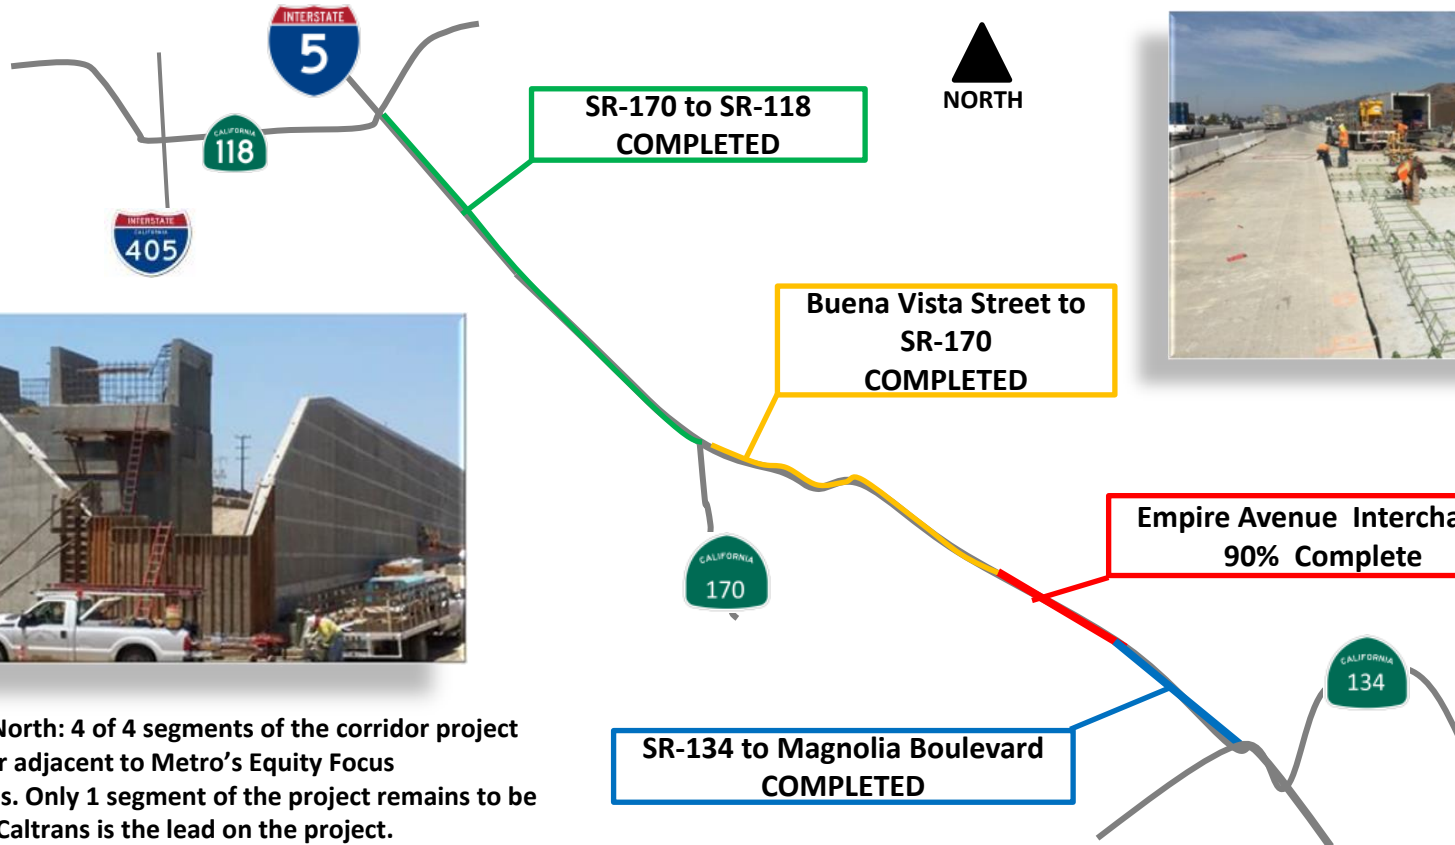 INTERSTATE
5
NORTH
SR-170 to SR-118
COMPLETED
CALIFORNIA
118
INTERSTATE
CALIFORNIA
405
Buena Vista Street to
SR-170
COMPLETED
Empire Avenue Intercha
90% Complete
CALIFORNIA
170
CALIFORNIA
134
SR-134 to Magnolia Boulevard
COMPLETED
North: 4 of 4 segments of the corridor project
r adjacent to Metro's Equity Focus
s. Only 1 segment of the project remains to be
Caltrans is the lead on the project.